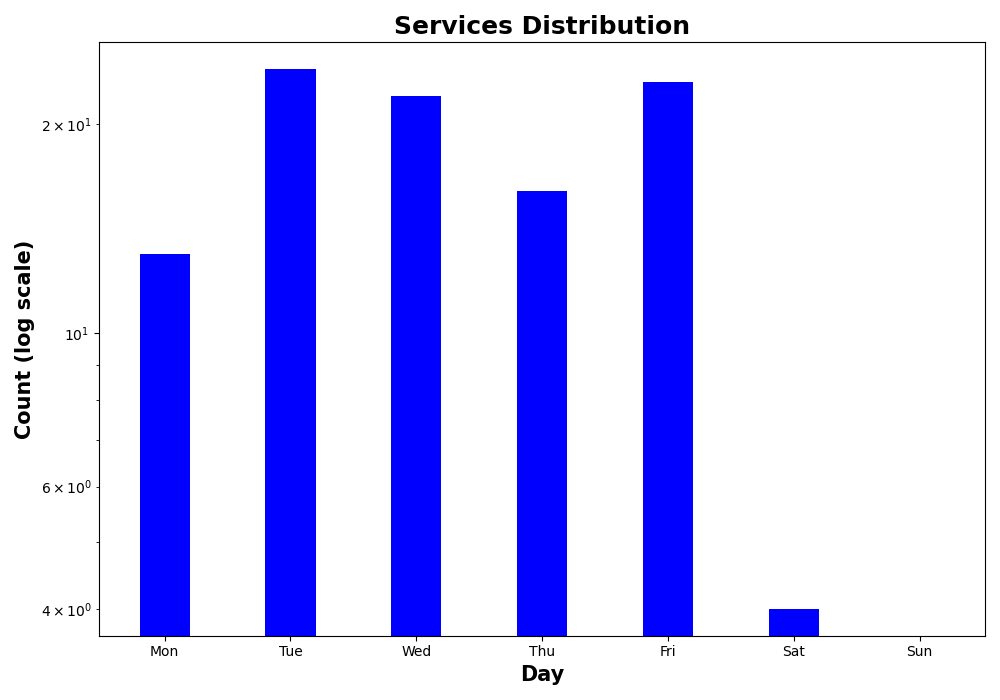 Services Distribution
Count (log scale)
2 × 10¹
10¹
6 × 10⁰
4 × 10⁰
Mon Tue Wed Thu Fri Sat Sun
Day